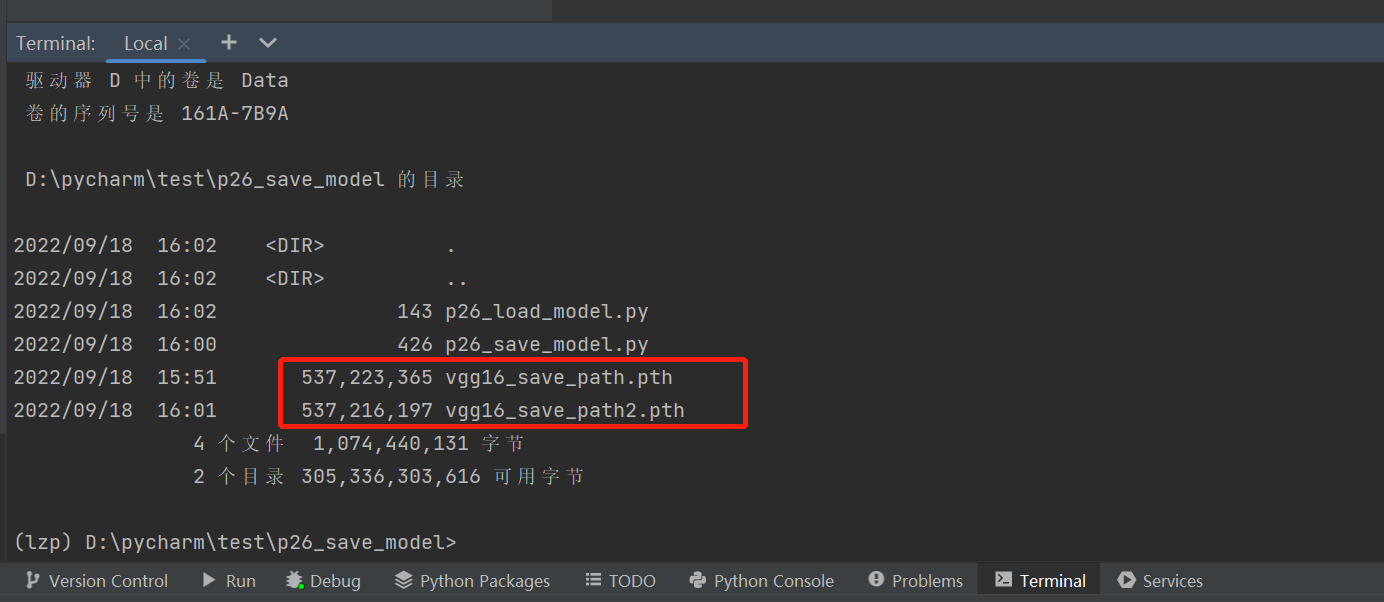 Terminal: Local
驱动器 D 中的卷是 Data
卷的序列号是 161A-7B9A
D:\pycharm\test\p26_save_model 的目录
2022/09/18 16:02 <DIR> .
2022/09/18 16:02 <DIR> ..
2022/09/18 16:02 143 p26_load_model.py
2022/09/18 16:00 426 p26_save_model.py
2022/09/18 15:51 537,223,365 vgg16_save_path.pth
2022/09/18 16:01 537,216,197 vgg16_save_path2.pth
4 个文件 1,074,440,131 字节
2 个目录 305,336,303,616 可用字节
(lzp) D:\pycharm\test\p26_save_model>
Version Control Run Debug Python Packages TODO Python Console Problems Terminal Services